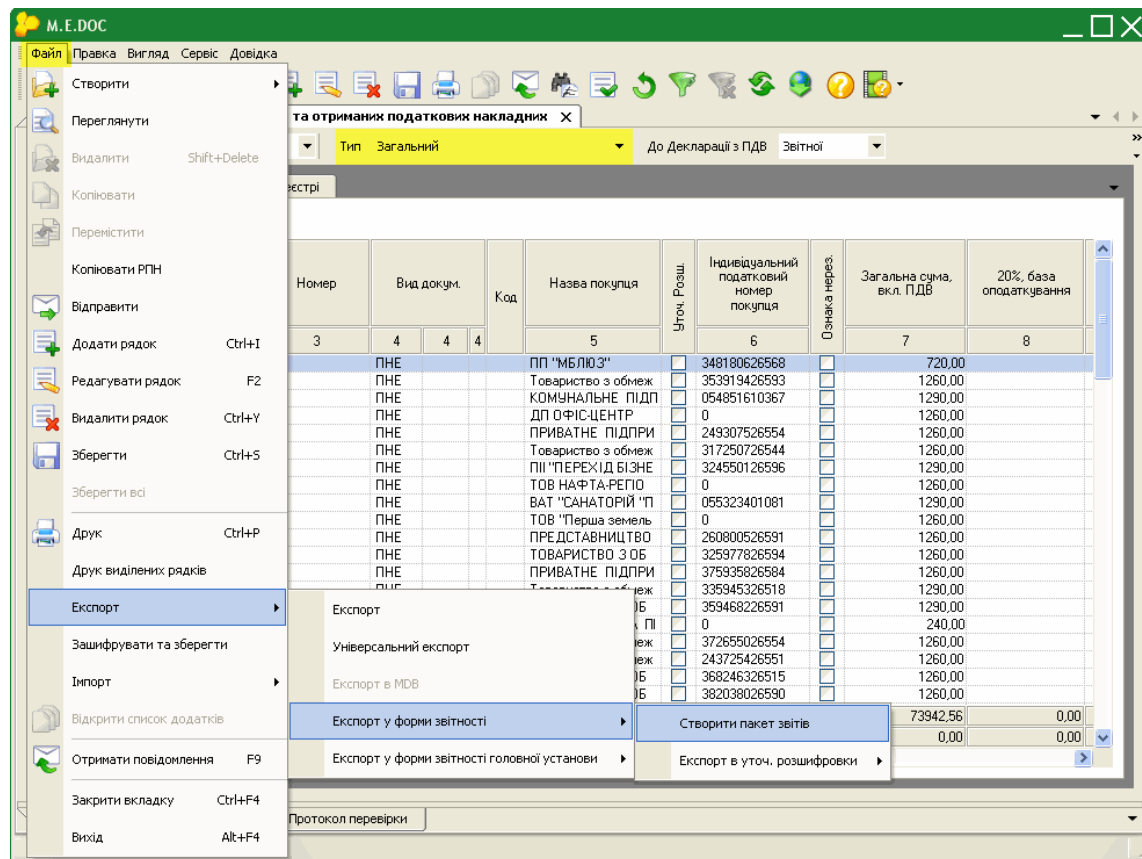 M.E.DOC
Файл Правка Вигляд Сервіс Довідка
Створити
Переглянути
та отриманих податкових накладних X
Тип Загальний До Декларації з ПДВ Звітної
Видалити Shift+Delete
Копіювати
Перемістити
Копіювати РПН
Відправити
Додати рядок Ctrl+I
Редагувати рядок F2
Видалити рядок Ctrl+Y
Зберегти Ctrl+S
Зберегти всі
Друк Ctrl+P
Друк виділених рядків
Експорт
Зашифрувати та зберегти
Імпорт
Відкрити список додатків
Отримати повідомлення F9
Закрити вкладку Ctrl+F4
Вихід Alt+F4
Експорт
Універсальний експорт
Експорт в MDB
Експорт у форми звітності
Експорт у форми звітності головної установи
Створити пакет звітів
Експорт в уточ. розшифровки
Номер Вид докум. Код Назва покупця Уточ. Розш. Індивідуальний податковий номер покупця Ознака нерез. Загальна сума, вкл. ПДВ 20%, база оподаткування
3 4 4 4 5 6 7 8
ПНЕ ПП "МБЛЮЗ" 348180626568 720,00
ПНЕ Товариство з обмеж 353919426593 1260,00
ПНЕ КОМУНАЛЬНЕ ПІДП 054851610367 1290,00
ПНЕ ДП ОФІС-ЦЕНТР 0 1260,00
ПНЕ ПРИВАТНЕ ПІДПРИ 249307526554 1260,00
ПНЕ Товариство з обмеж 317250726544 1260,00
ПНЕ ПІІ "ПЕРЕХІД БІЗНЕ 324550126596 1290,00
ПНЕ ТОВ НАФТА-РЕГІО 0 1260,00
ПНЕ ВАТ "САНАТОРІЙ "П 055323401081 1290,00
ПНЕ ТОВ "Перша земель 0 1260,00
ПНЕ ПРЕДСТАВНИЦТВО 260800526591 1260,00
ПНЕ ТОВАРИСТВО З ОБ 325977826594 1260,00
ПНЕ ПРИВАТНЕ ПІДПРИ 375935826584 1260,00
335945326518 1290,00
359468226591 1290,00
0 240,00
372655026554 1260,00
243725426551 1260,00
368246326515 1260,00
382038026590 1260,00
73942,56 0,00
0,00 0,00
Протокол перевірки